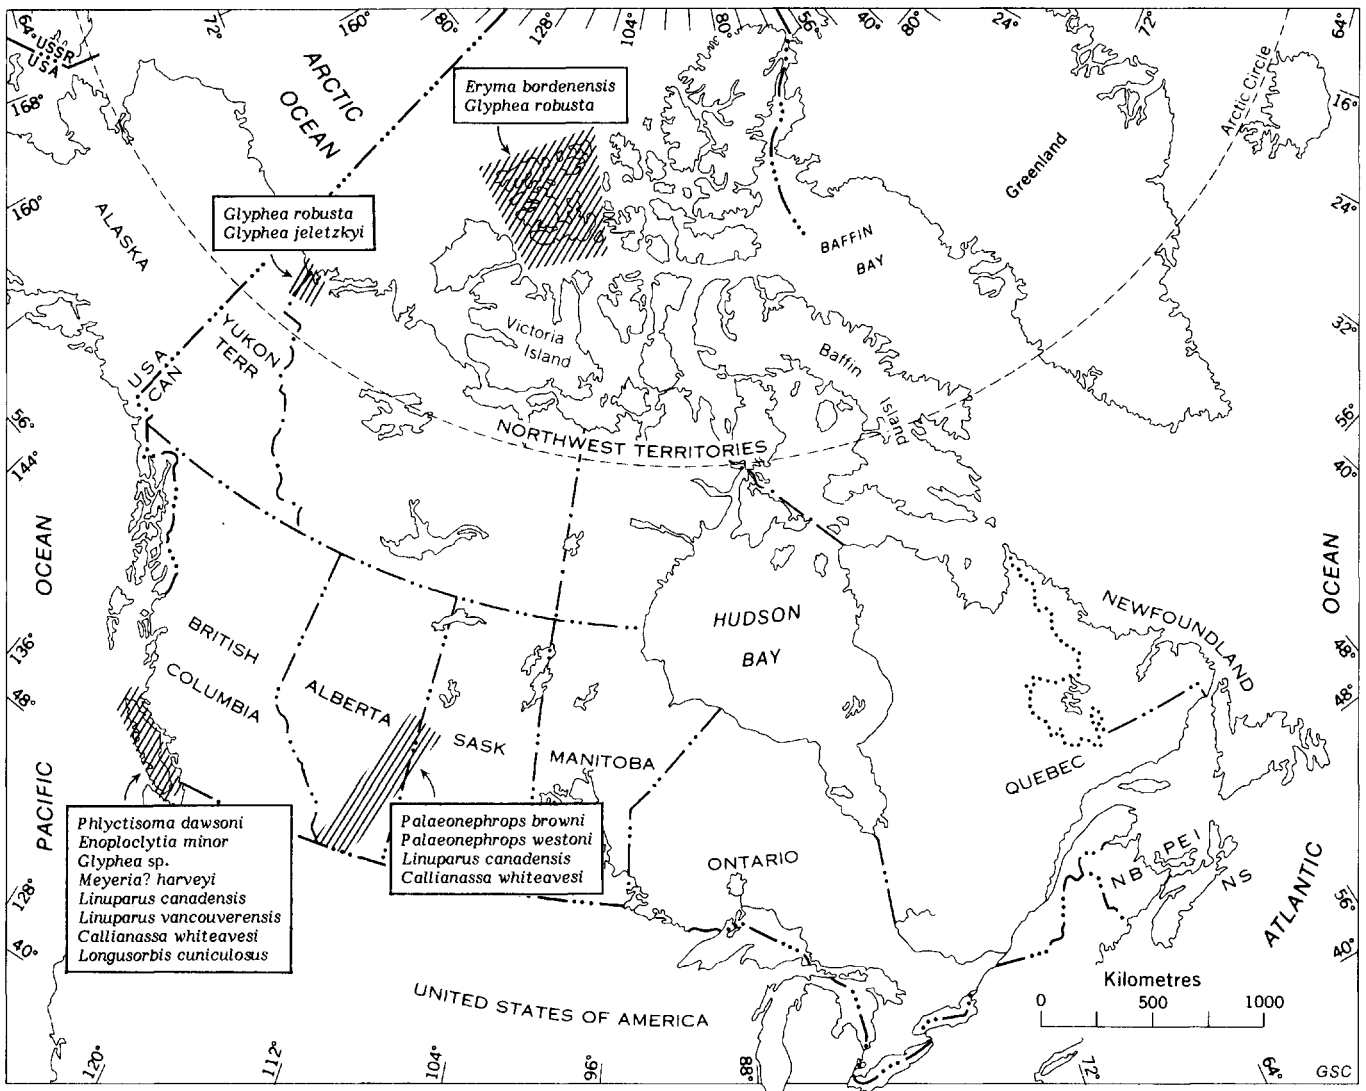 64°
72°
160°
80°
128°
104°
80°
56°
40°
80°
24°
72°
64°
USSR
USA
168°
ARCTIC
OCEAN
Eryma bordenensis
Glyphea robusta
Arctic Circle
16°
Greenland
160°
ALASKA
Glyphea robusta
Glyphea jeletzkyi
24°
BAFFIN
BAY
YUKON
TERR
Victoria
Island
32°
Baffin
Island
USA
CAN
56°
144°
NORTHWEST TERRITORIES
56°
40°
PACIFIC
OCEAN
OCEAN
ATLANTIC
HUDSON
BAY
NEWFOUNDLAND
136°
48°
BRITISH
COLUMBIA
ALBERTA
SASK
MANITOBA
48°
48°
QUEBEC
Phlyctisoma dawsoni
Enoploclytia minor
Glyphea sp.
Meyeria? harveyi
Linuparus canadensis
Linuparus vancouverensis
Callianassa whiteavesi
Longusorbis cuniculosus
Palaeonephrops browni
Palaeonephrops westoni
Linuparus canadensis
Callianassa whiteavesi
ONTARIO
NB
PEI
NS
128°
40°
56°
40°
UNITED STATES OF AMERICA
Kilometres
0 500 1000
120°
112°
104°
96°
88°
72°
64°
GSC